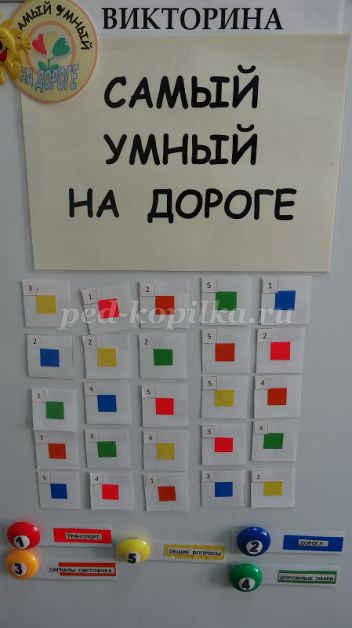 ВИКТОРИНА
САМЫЙ УМНЫЙ
НА ДОРОГЕ
САМЫЙ
УМНЫЙ
НА ДОРОГЕ
3 1 2 5 1
ped-kopilka.ru
2 2 2 5 2
1 4 5 5 4
3 3 4 3 4
5 4 1 3 1
1 ТРАНСПОРТ
5 ОБЩИЕ ВОПРОСЫ
2 ДОРОГА
3 СИГНАЛЫ СВЕТОФОРА
4 ДОРОЖНЫЕ ЗНАКИ